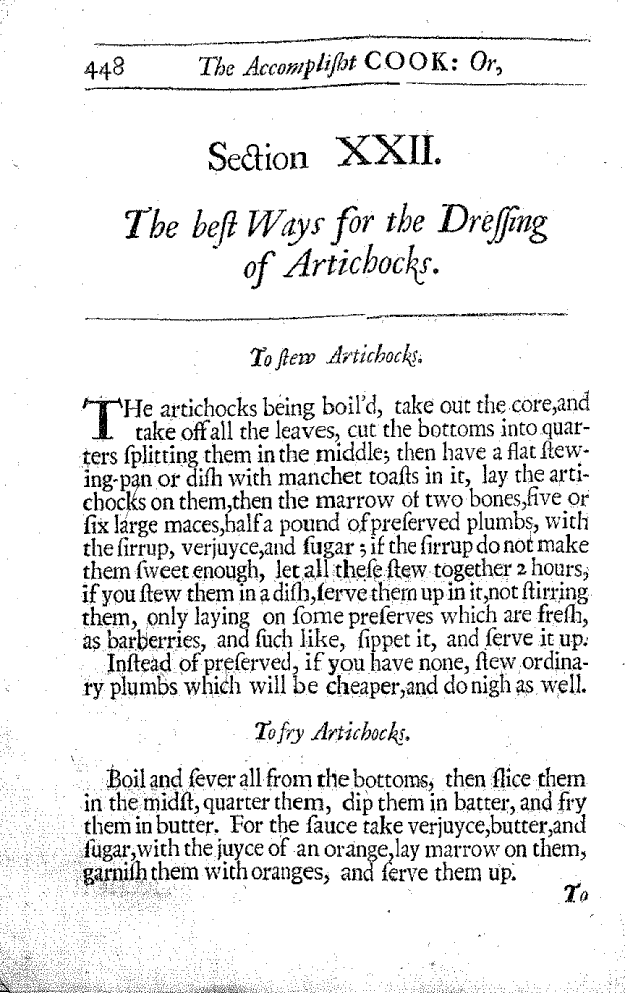 448 The Accompliſht COOK: Or,
Section XXII.
The beſt Ways for the Dreſſing
of Artichocks.
To ſtew Artichocks.
THe artichocks being boil'd, take out the core,and
take off all the leaves, cut the bottoms into quar-
ters ſplitting them in the middle; then have a flat ſtew-
ing-pan or diſh with manchet toaſts in it, lay the arti-
chocks on them,then the marrow of two bones,five or
ſix large maces,half a pound of preſerved plumbs, with
the ſirrup, verjuyce,and ſugar ; if the ſirrup do not make
them ſweet enough, let all theſe ſtew together 2 hours,
if you ſtew them in a diſh,ſerve them up in it,not ſtirring
them, only laying on ſome preſerves which are freſh,
as barberries, and ſuch like, ſippet it, and ſerve it up.
Inſtead of preſerved, if you have none, ſtew ordina-
ry plumbs which will be cheaper,and do nigh as well.
To fry Artichocks.
Boil and ſever all from the bottoms, then ſlice them
in the midſt, quarter them, dip them in batter, and fry
them in butter. For the ſauce take verjuyce,butter,and
ſugar,with the juyce of an orange,lay marrow on them,
garniſh them with oranges, and ſerve them up.
To